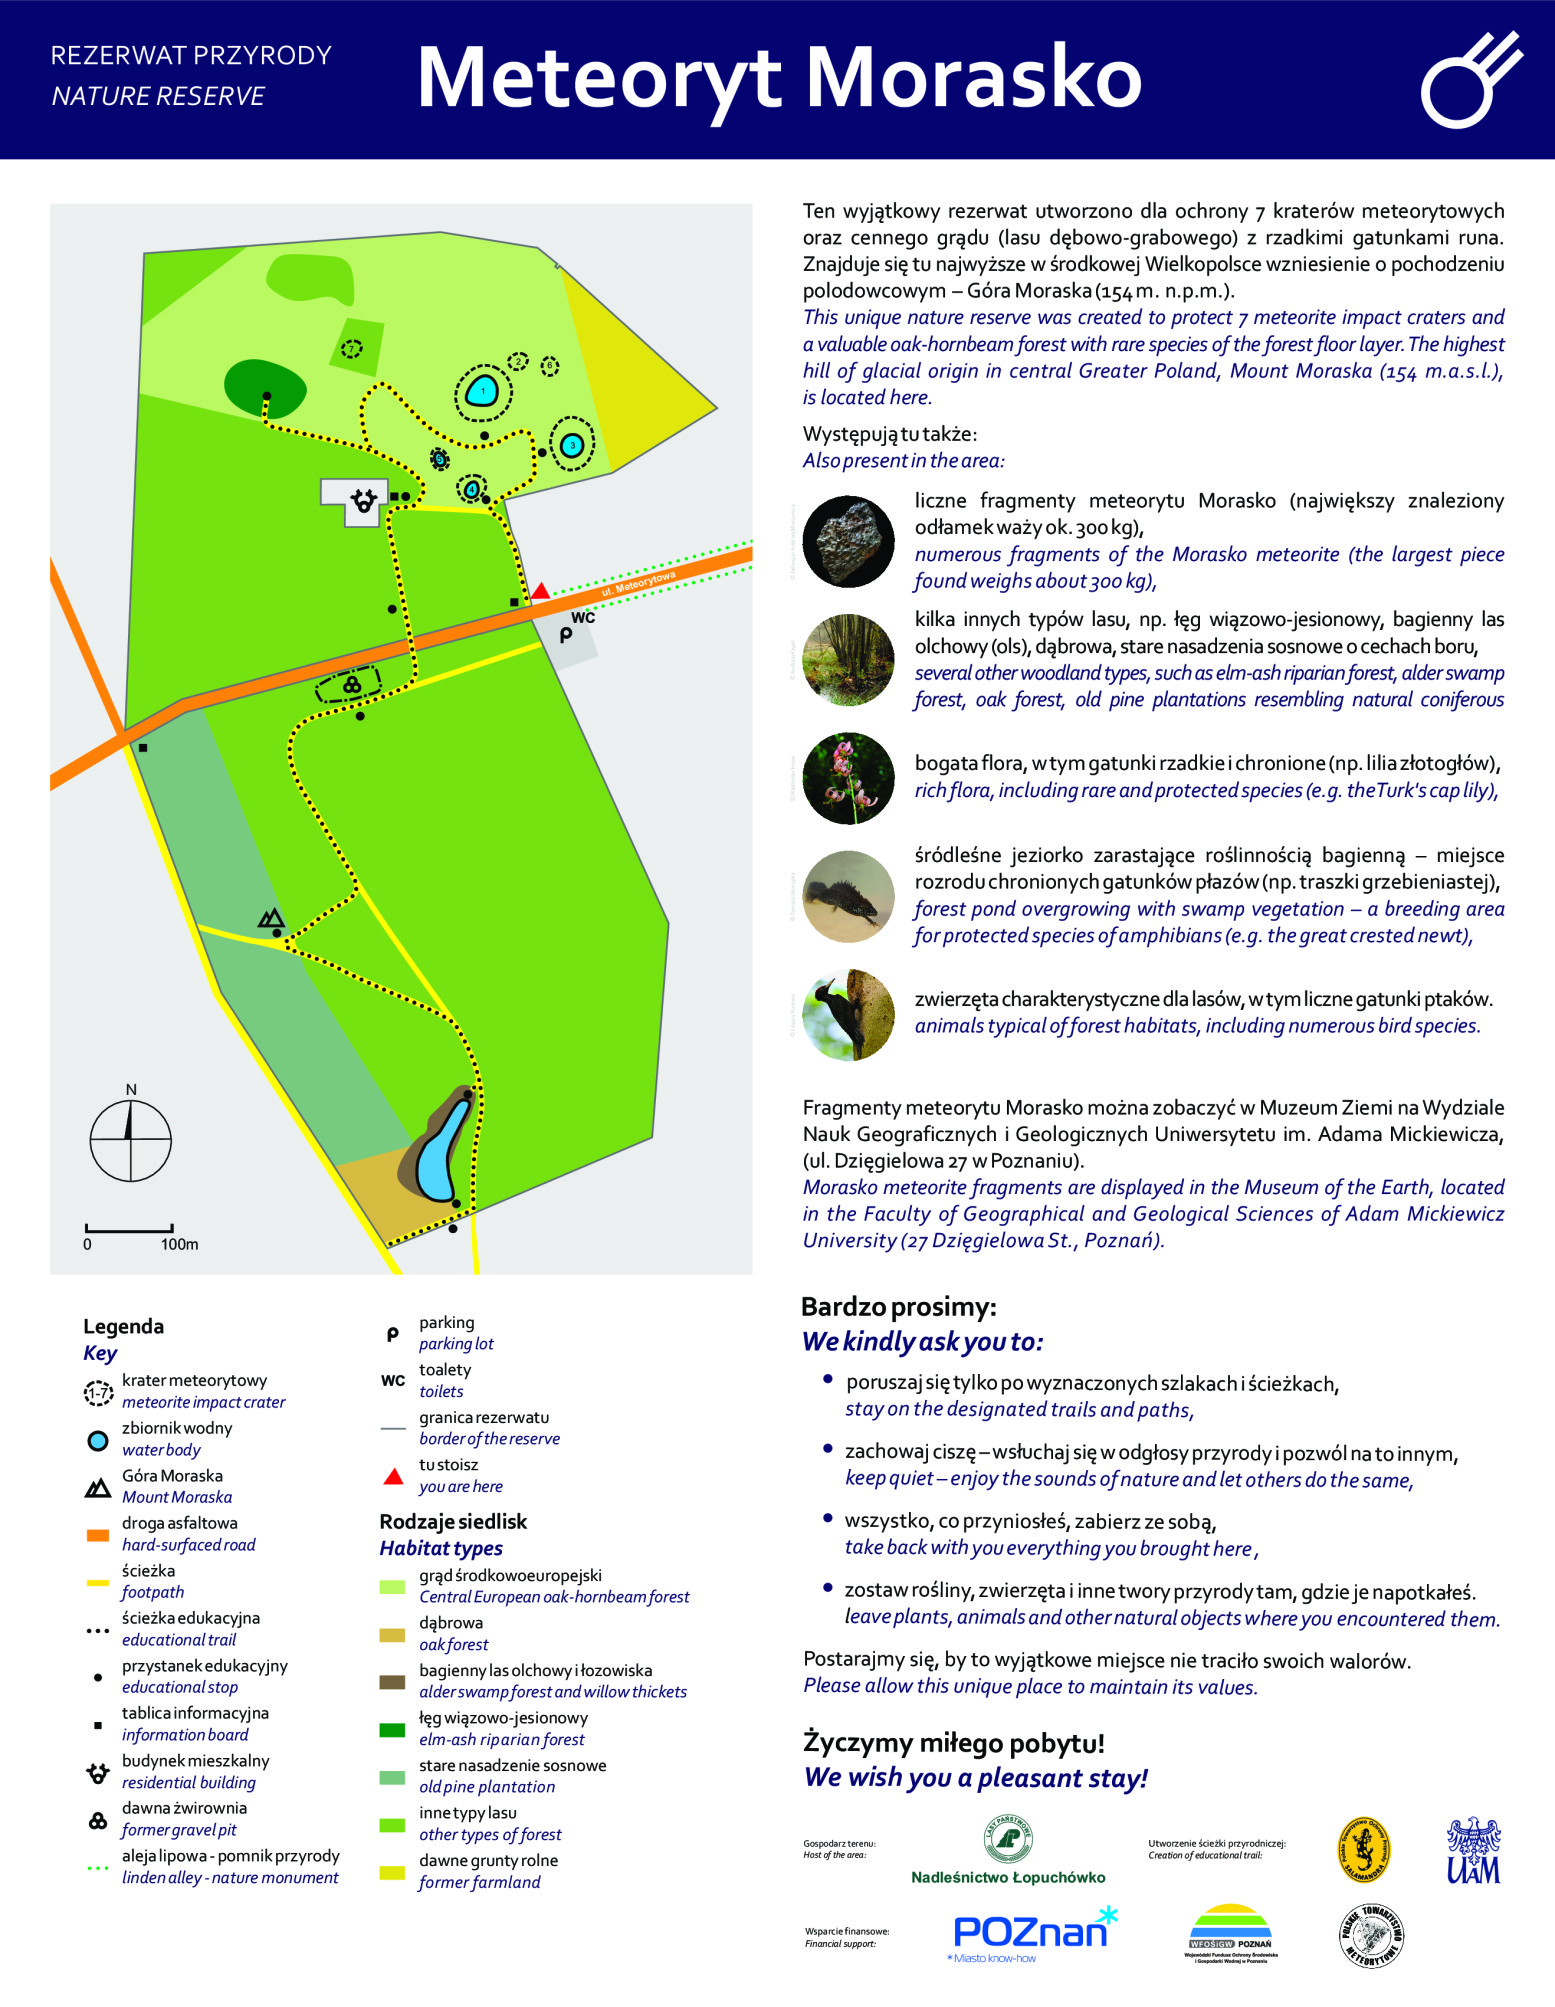 REZERWAT PRZYRODY
NATURE RESERVE
Meteoryt Morasko
7
2
6
1
3
5
4
ul. Meteorytowa
WC
P
N
0 100m
Legenda
Key
1-7
krater meteorytowy
meteorite impact crater
zbiornik wodny
water body
Góra Moraska
Mount Moraska
droga asfaltowa
hard-surfaced road
ścieżka
footpath
ścieżka edukacyjna
educational trail
przystanek edukacyjny
educational stop
tablica informacyjna
information board
budynek mieszkalny
residential building
dawna żwirownia
former gravel pit
aleja lipowa - pomnik przyrody
linden alley - nature monument
P
parking
parking lot
WC
toalety
toilets
granica rezerwatu
border of the reserve
tu stoisz
you are here
Rodzaje siedlisk
Habitat types
grąd środkowoeuropejski
Central European oak-hornbeam forest
dąbrowa
oak forest
bagienny las olchowy i łozowiska
alder swamp forest and willow thickets
łęg wiązowo-jesionowy
elm-ash riparian forest
stare nasadzenie sosnowe
old pine plantation
inne typy lasu
other types of forest
dawne grunty rolne
former farmland
Ten wyjątkowy rezerwat utworzono dla ochrony 7 kraterów meteorytowych
oraz cennego grądu (lasu dębowo-grabowego) z rzadkimi gatunkami runa.
Znajduje się tu najwyższe w środkowej Wielkopolsce wzniesienie o pochodzeniu
polodowcowym – Góra Moraska (154 m. n.p.m.).
This unique nature reserve was created to protect 7 meteorite impact craters and
a valuable oak-hornbeam forest with rare species of the forest floor layer. The highest
hill of glacial origin in central Greater Poland, Mount Moraska (154 m.a.s.l.),
is located here.
Występują tu także:
Also present in the area:
liczne fragmenty meteorytu Morasko (największy znaleziony
odłamek waży ok. 300 kg),
numerous fragments of the Morasko meteorite (the largest piece
found weighs about 300 kg),
kilka innych typów lasu, np. łęg wiązowo-jesionowy, bagienny las
olchowy (ols), dąbrowa, stare nasadzenia sosnowe o cechach boru,
several other woodland types, such as elm-ash riparian forest, alder swamp
forest, oak forest, old pine plantations resembling natural coniferous
bogata flora, w tym gatunki rzadkie i chronione (np. lilia złotogłów),
rich flora, including rare and protected species (e.g. the Turk's cap lily),
śródleśne jeziorko zarastające roślinnością bagienną – miejsce
rozrodu chronionych gatunków płazów (np. traszki grzebieniastej),
forest pond overgrowing with swamp vegetation – a breeding area
for protected species of amphibians (e.g. the great crested newt),
zwierzęta charakterystyczne dla lasów, w tym liczne gatunki ptaków.
animals typical of forest habitats, including numerous bird species.
Fragmenty meteorytu Morasko można zobaczyć w Muzeum Ziemi na Wydziale
Nauk Geograficznych i Geologicznych Uniwersytetu im. Adama Mickiewicza,
(ul. Dzięgielowa 27 w Poznaniu).
Morasko meteorite fragments are displayed in the Museum of the Earth, located
in the Faculty of Geographical and Geological Sciences of Adam Mickiewicz
University (27 Dzięgielowa St., Poznań).
Bardzo prosimy:
We kindly ask you to:
• poruszaj się tylko po wyznaczonych szlakach i ścieżkach,
stay on the designated trails and paths,
• zachowaj ciszę – wsłuchaj się w odgłosy przyrody i pozwól na to innym,
keep quiet – enjoy the sounds of nature and let others do the same,
• wszystko, co przyniosłeś, zabierz ze sobą,
take back with you everything you brought here,
• zostaw rośliny, zwierzęta i inne twory przyrody tam, gdzie je napotkałeś.
leave plants, animals and other natural objects where you encountered them.
Postarajmy się, by to wyjątkowe miejsce nie traciło swoich walorów.
Please allow this unique place to maintain its values.
Życzymy miłego pobytu!
We wish you a pleasant stay!
Gospodarz terenu:
Host of the area:
LASY PAŃSTWOWE
Nadleśnictwo Łopuchówko
Utworzenie ścieżki przyrodniczej:
Creation of educational trail:
Polskie Towarzystwo Ochrony Przyrody
SALAMANDRA
UAM
Wsparcie finansowe:
Financial support:
POZnan*
*Miasto know-how
WFOŚIGW POZNAŃ
Wojewódzki Fundusz Ochrony Środowiska
i Gospodarki Wodnej w Poznaniu
POLSKIE TOWARZYSTWO
METEORYTOWE